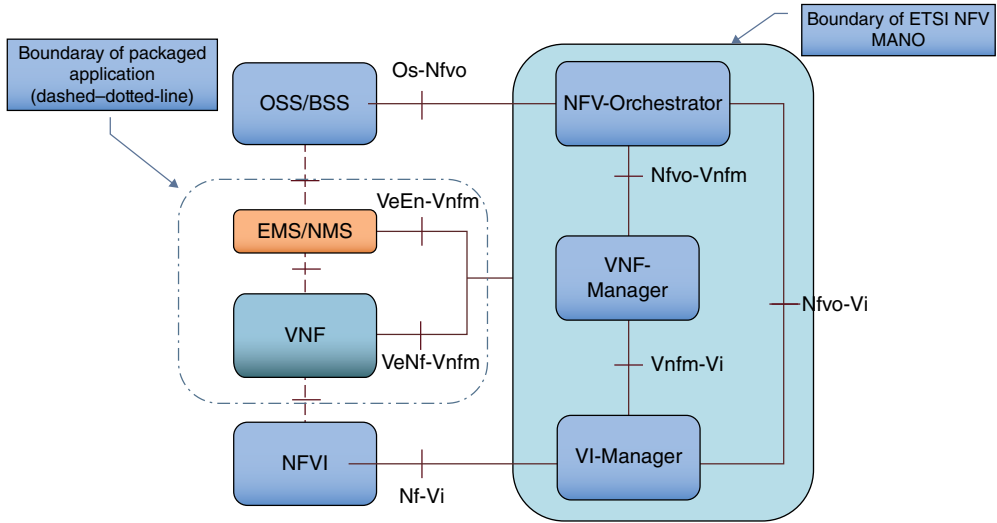 Boundary of ETSI NFV
MANO
Boundaray of packaged
application
(dashed–dotted-line)
Os-Nfvo
OSS/BSS
NFV-Orchestrator
Nfvo-Vnfm
VeEn-Vnfm
EMS/NMS
VNF-
Manager
Nfvo-Vi
VNF
VeNf-Vnfm
Vnfm-Vi
NFVI
VI-Manager
Nf-Vi